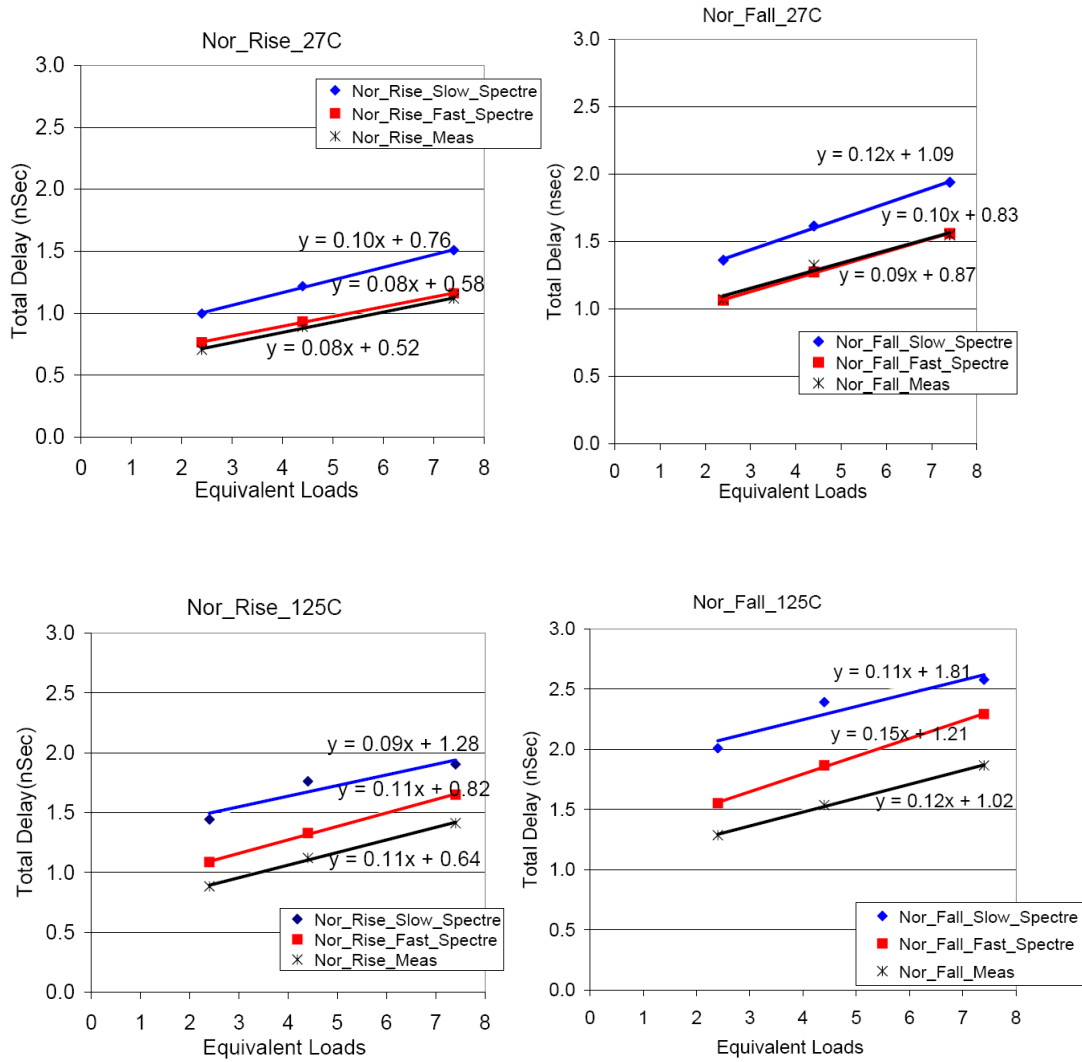 Nor_Rise_27C
3.0
2.5
2.0
1.5
1.0
0.5
0.0
Total Delay (nSec)
Nor_Rise_Slow_Spectre
Nor_Rise_Fast_Spectre
Nor_Rise_Meas
y = 0.10x + 0.76
y = 0.08x + 0.58
y = 0.08x + 0.52
0 1 2 3 4 5 6 7 8
Equivalent Loads
Nor_Fall_27C
3.0
2.5
2.0
1.5
1.0
0.5
0.0
Total Delay (nsec)
y = 0.12x + 1.09
y = 0.10x + 0.83
y = 0.09x + 0.87
Nor_Fall_Slow_Spectre
Nor_Fall_Fast_Spectre
Nor_Fall_Meas
0 1 2 3 4 5 6 7 8
Equivalent Loads
Nor_Rise_125C
3.0
2.5
2.0
1.5
1.0
0.5
0.0
Total Delay(nSec)
y = 0.09x + 1.28
y = 0.11x + 0.82
y = 0.11x + 0.64
Nor_Rise_Slow_Spectre
Nor_Rise_Fast_Spectre
Nor_Rise_Meas
0 1 2 3 4 5 6 7 8
Equivalent Loads
Nor_Fall_125C
3.0
2.5
2.0
1.5
1.0
0.5
0.0
Total Delay (nSec)
y = 0.11x + 1.81
y = 0.15x + 1.21
y = 0.12x + 1.02
Nor_Fall_Slow_Spectre
Nor_Fall_Fast_Spectre
Nor_Fall_Meas
0 1 2 3 4 5 6 7 8
Equivalent Loads